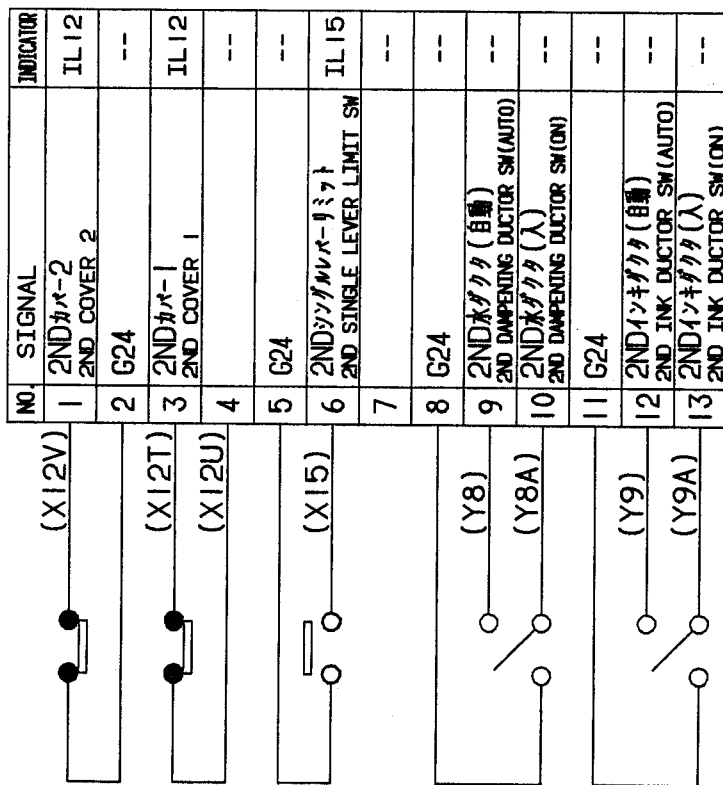 NO. SIGNAL INDICATOR
1 2NDカバー2 IL12
2ND COVER 2
2 G24 --
3 2NDカバー1 IL12
2ND COVER 1
4 --
5 G24 --
6 2NDシングルレバーリミット IL15
2ND SINGLE LEVER LIMIT SW
7 --
8 G24 --
9 2ND水ダクタ(自動) --
2ND DAMPENING DUCTOR SW(AUTO)
10 2ND水ダクタ(入) --
2ND DAMPENING DUCTOR SW(ON)
11 G24 --
12 2NDインキダクタ(自動) --
2ND INK DUCTOR SW(AUTO)
13 2NDインキダクタ(入) --
2ND INK DUCTOR SW(ON)
(X12V)
(X12T)
(X12U)
(X15)
(Y8)
(Y8A)
(Y9)
(Y9A)